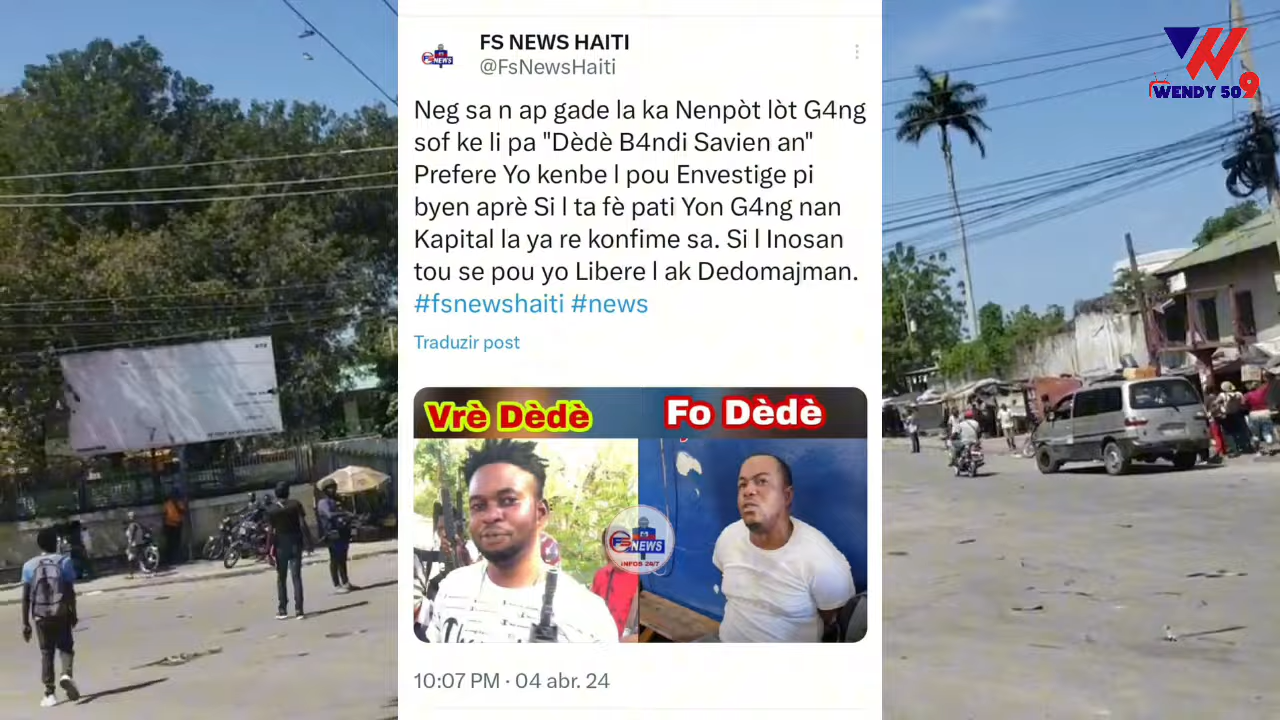 FS NEWS HAITI
@FsNewsHaiti
Neg sa n ap gade la ka Nenpòt lòt G4ng
sof ke li pa "Dèdè B4ndi Savien an"
Prefere Yo kenbe l pou Envestige pi
byen aprè Si l ta fè pati Yon G4ng nan
Kapital la ya re konfime sa. Si l Inosan
tou se pou yo Libere l ak Dedomajman.
#fsnewshaiti #news
Traduzir post
Vrè Dèdè
Fo Dèdè
FS NEWS
INFOS 24/7
10:07 PM · 04 abr. 24
WENDY 509